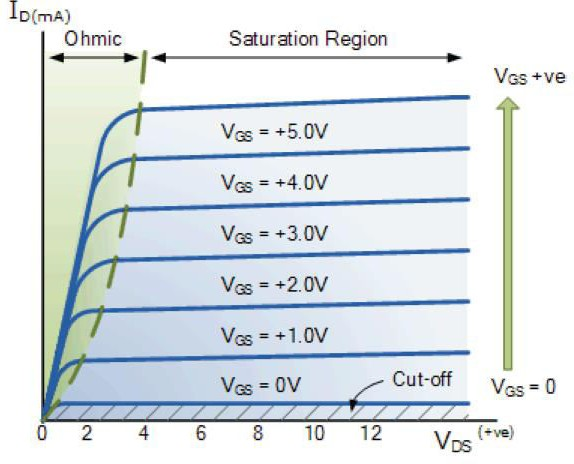 ID(mA)
Ohmic
Saturation Region
VGS +ve
VGS = +5.0V
VGS = +4.0V
VGS = +3.0V
VGS = +2.0V
VGS = +1.0V
VGS = 0V
Cut-off
VGS = 0
0 2 4 6 8 10 12
VDS (+ve)